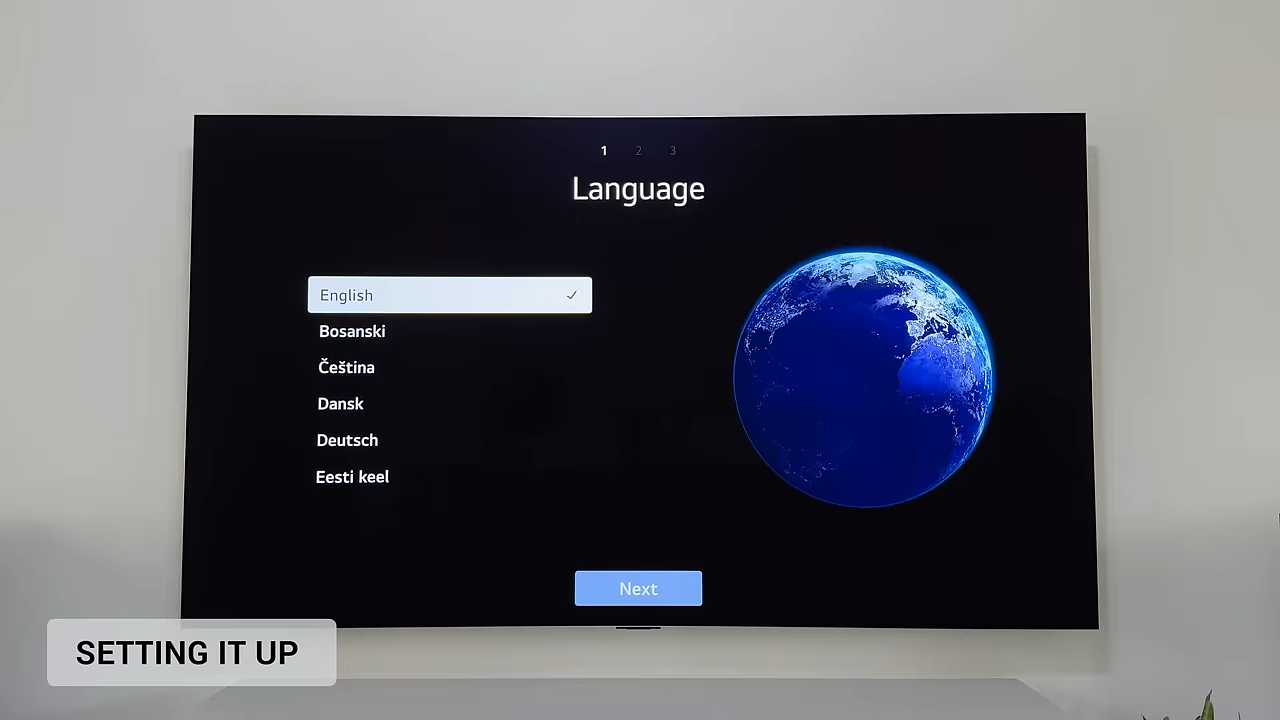 1 2 3
Language
English
Bosanski
Čeština
Dansk
Deutsch
Eesti keel
Next
SETTING IT UP